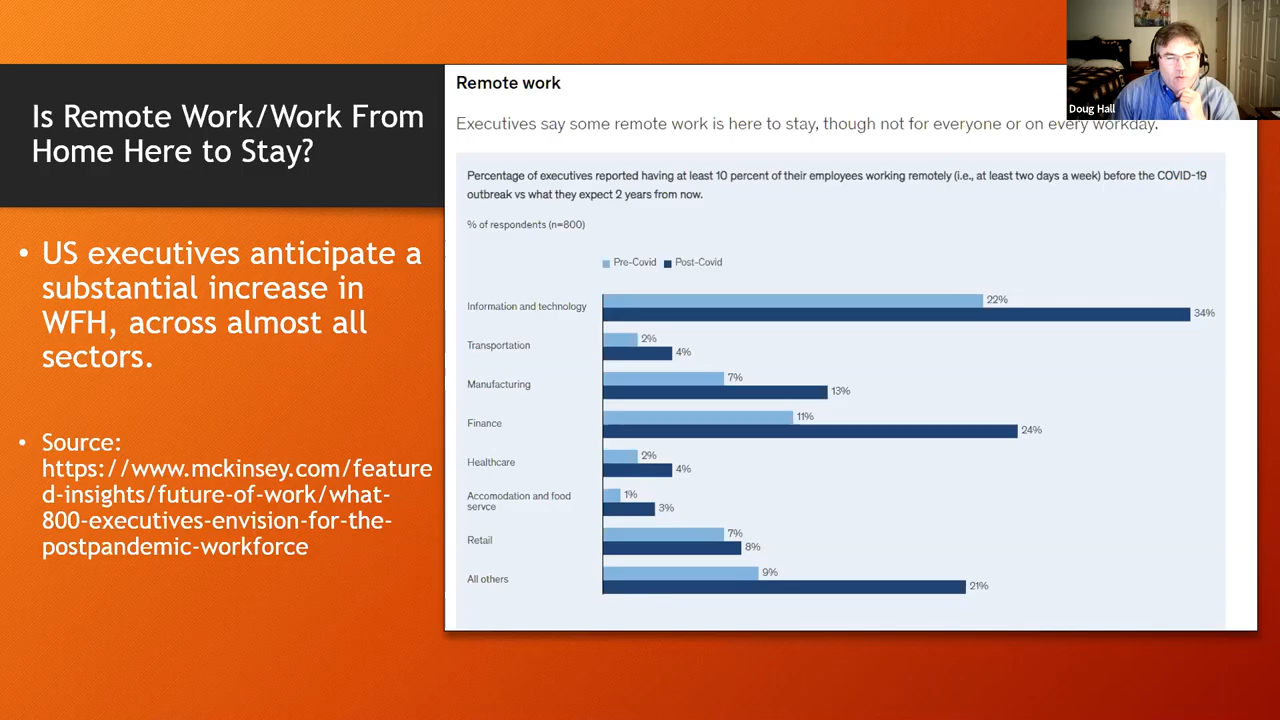 Is Remote Work/Work From
Home Here to Stay?
• US executives anticipate a
substantial increase in
WFH, across almost all
sectors.
• Source:
https://www.mckinsey.com/feature
d-insights/future-of-work/what-
800-executives-envision-for-the-
postpandemic-workforce
Remote work
Executives say some remote work is here to stay, though not for everyone or on every workday.
Percentage of executives reported having at least 10 percent of their employees working remotely (i.e., at least two days a week) before the COVID-19
outbreak vs what they expect 2 years from now.
% of respondents (n=800)
Pre-Covid Post-Covid
Information and technology 22%
34%
Transportation 2%
4%
Manufacturing 7%
13%
Finance 11%
24%
Healthcare 2%
4%
Accomodation and food
servce 1%
3%
Retail 7%
8%
All others 9%
21%
Doug Hall